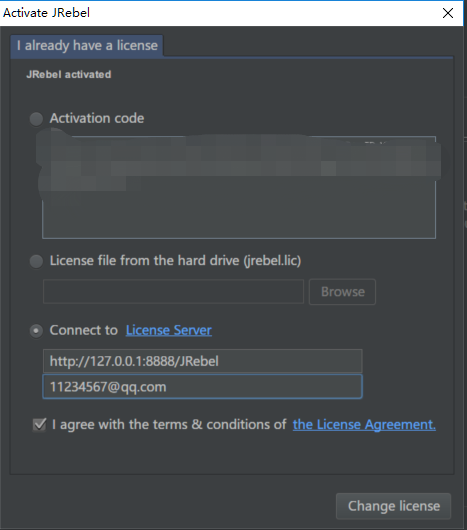 Activate JRebel
I already have a license
JRebel activated
Activation code
License file from the hard drive (jrebel.lic)
Browse
Connect to License Server
http://127.0.0.1:8888/JRebel
11234567@qq.com
I agree with the terms & conditions of the License Agreement.
Change license